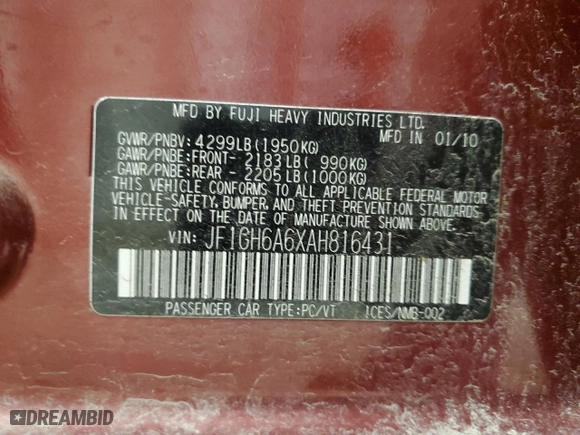 MFD BY FUJI HEAVY INDUSTRIES LTD.
MFD IN 01/10
GVWR/PNBV: 4299LB(1950KG)
GAWR/PNBE:FRONT- 2183LB( 990KG)
GAWR/PNBE:REAR - 2205LB(1000KG)
THIS VEHICLE CONFORMS TO ALL APPLICABLE FEDERAL MOTOR
VEHICLE-SAFETY, BUMPER, AND THEFT PREVENTION STANDARDS
IN EFFECT ON THE DATE OF MANUFACTURE SHOWN ABOVE.
VIN: JF1GH6A6XAH816431
PASSENGER CAR TYPE:PC/VT ICES/NMB-002
DREAMBID